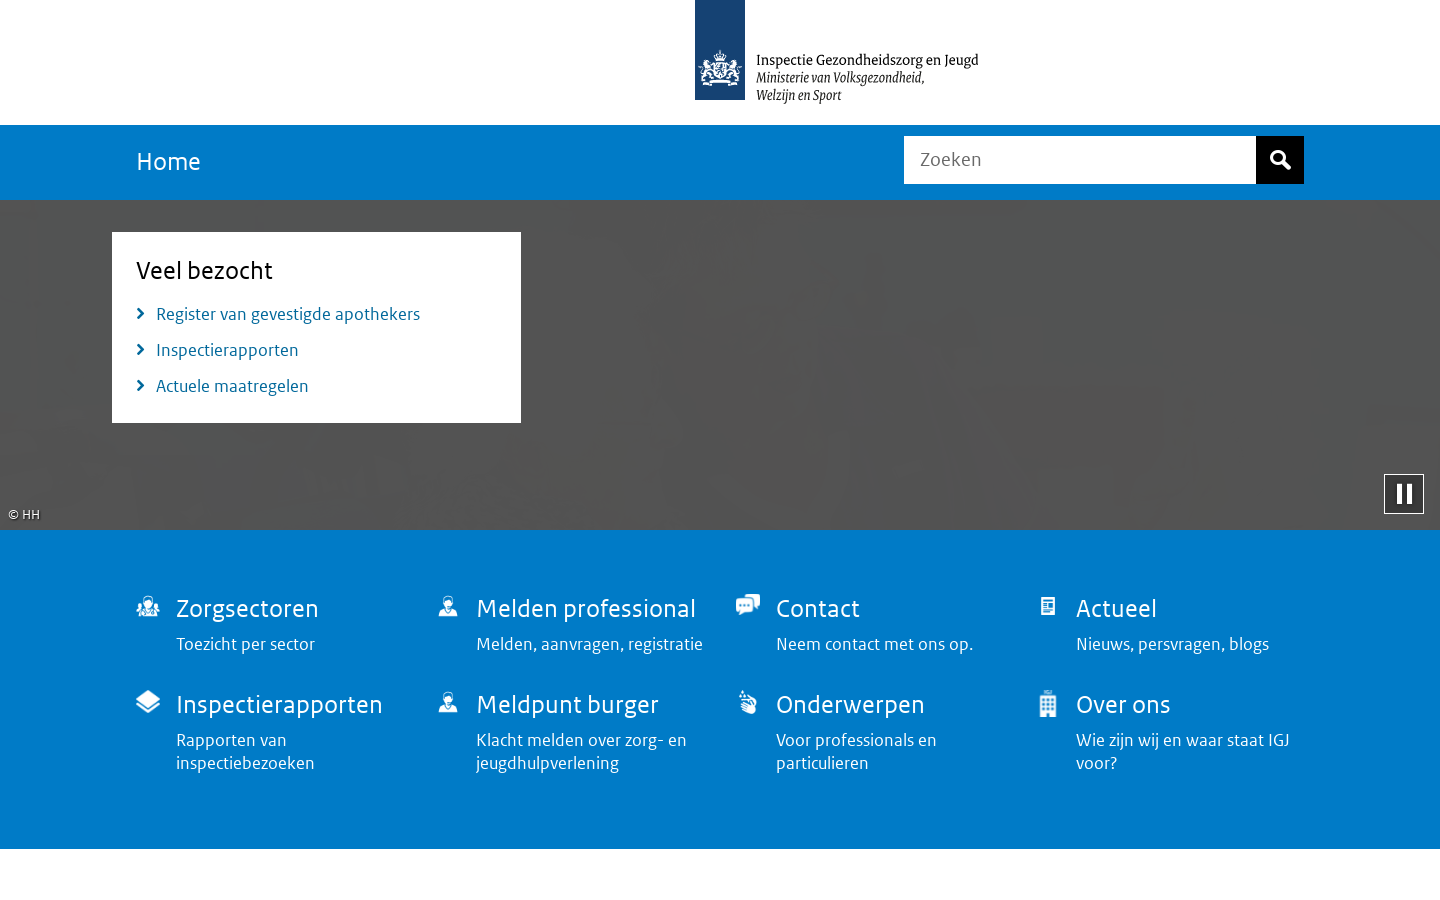 Inspectie Gezondheidszorg en Jeugd
Ministerie van Volksgezondheid,
Welzijn en Sport
Home
Zoeken
Veel bezocht
Register van gevestigde apothekers
Inspectierapporten
Actuele maatregelen
© HH
Zorgsectoren
Toezicht per sector
Melden professional
Melden, aanvragen, registratie
Contact
Neem contact met ons op.
Actueel
Nieuws, persvragen, blogs
Inspectierapporten
Rapporten van
inspectiebezoeken
Meldpunt burger
Klacht melden over zorg- en
jeugdhulpverlening
Onderwerpen
Voor professionals en
particulieren
Over ons
Wie zijn wij en waar staat IGJ
voor?